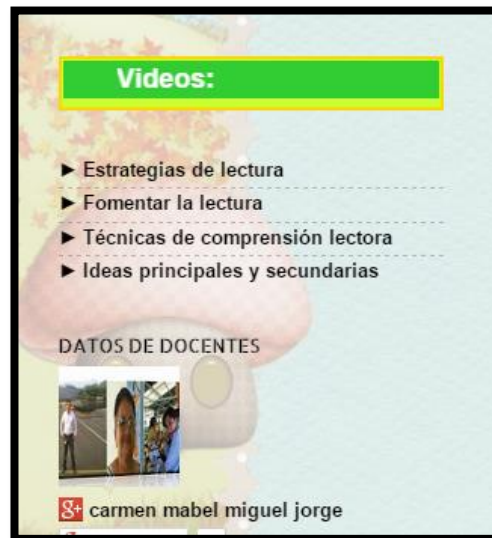 Videos:
► Estrategias de lectura
► Fomentar la lectura
► Técnicas de comprensión lectora
► Ideas principales y secundarias
DATOS DE DOCENTES
g+ carmen mabel miguel jorge